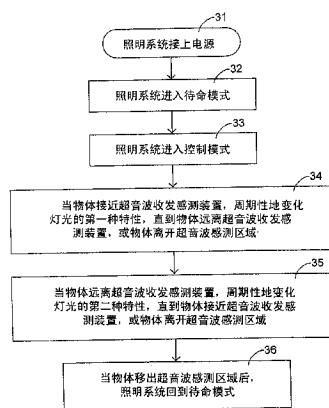 31
照明系统接上电源
32
照明系统进入待命模式
33
照明系统进入控制模式
34
当物体接近超音波收发感测装置，周期性地变化
灯光的第一种特性，直到物体远离超音波收发感
测装置，或物体离开超音波感测区域
35
当物体远离超音波收发感测装置，周期性地变化
灯光的第二种特性，直到物体接近超音波收发感
测装置，或物体离开超音波感测区域
36
当物体移出超音波感测区域后，
照明系统回到待命模式